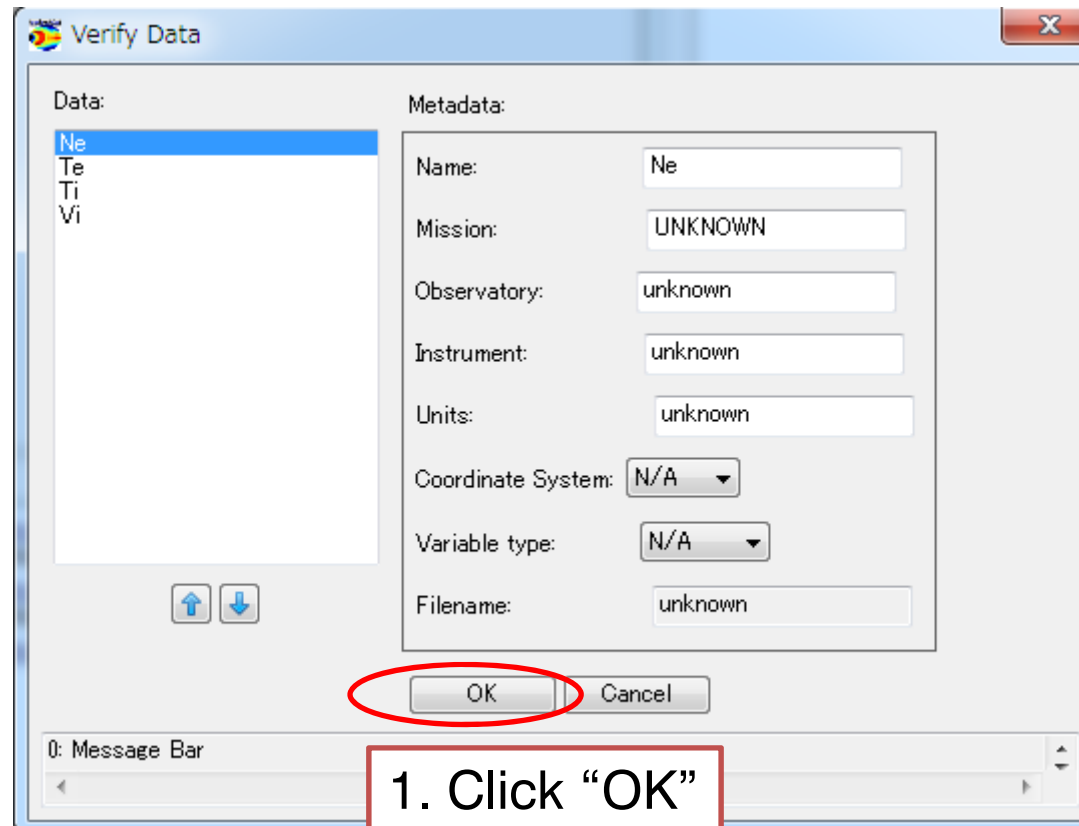 Verify Data
Data:
Ne
Te
Ti
Vi
Metadata:
Name: Ne
Mission: UNKNOWN
Observatory: unknown
Instrument: unknown
Units: unknown
Coordinate System: N/A
Variable type: N/A
Filename: unknown
OK Cancel
0: Message Bar
1. Click “OK”